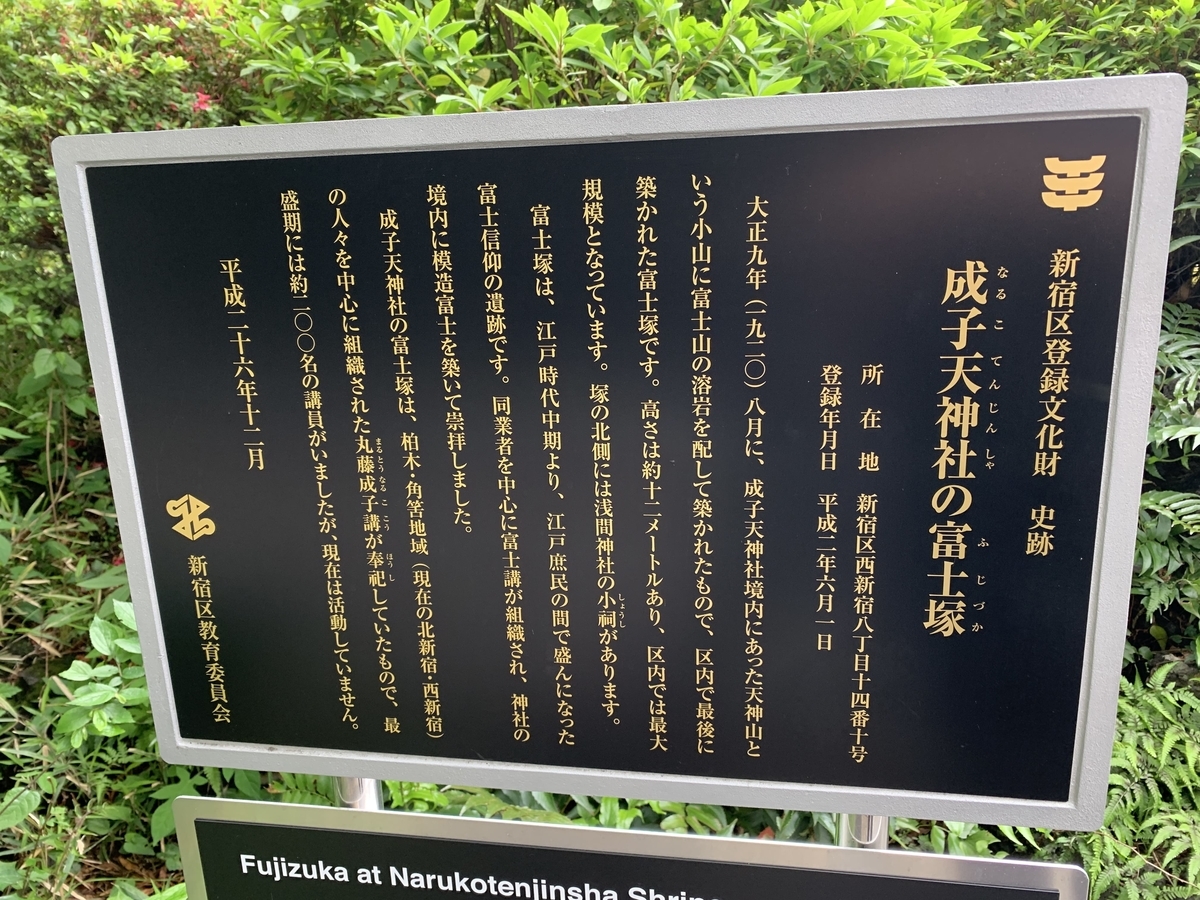 新宿区登録文化財 史跡
成子天神社の富士塚
なるこてんじんしゃ ふじづか
所在地 新宿区西新宿八丁目十四番十号
登録年月日 平成二年六月一日
大正九年(一九二〇)八月に、成子天神社境内にあった天神山と
いう小山に富士山の溶岩を配して築かれたもので、区内で最後に
築かれた富士塚です。高さは約十二メートルあり、区内では最大
規模となっています。塚の北側には浅間神社の小祠があります。
しょうし
富士塚は、江戸時代中期より、江戸庶民の間で盛んになった
富士信仰の遺跡です。同業者を中心に富士講が組織され、神社の
境内に模造富士を築いて崇拝しました。
成子天神社の富士塚は、柏木・角筈地域(現在の北新宿・西新宿)
の人々を中心に組織された丸藤成子講が奉祀していたもので、最
まるとうなるこ こう ほうし
盛期には約二〇〇名の講員がいましたが、現在は活動していません。
平成二十六年十二月
新宿区教育委員会
Fujizuka at Narukotenjinsha Shrine